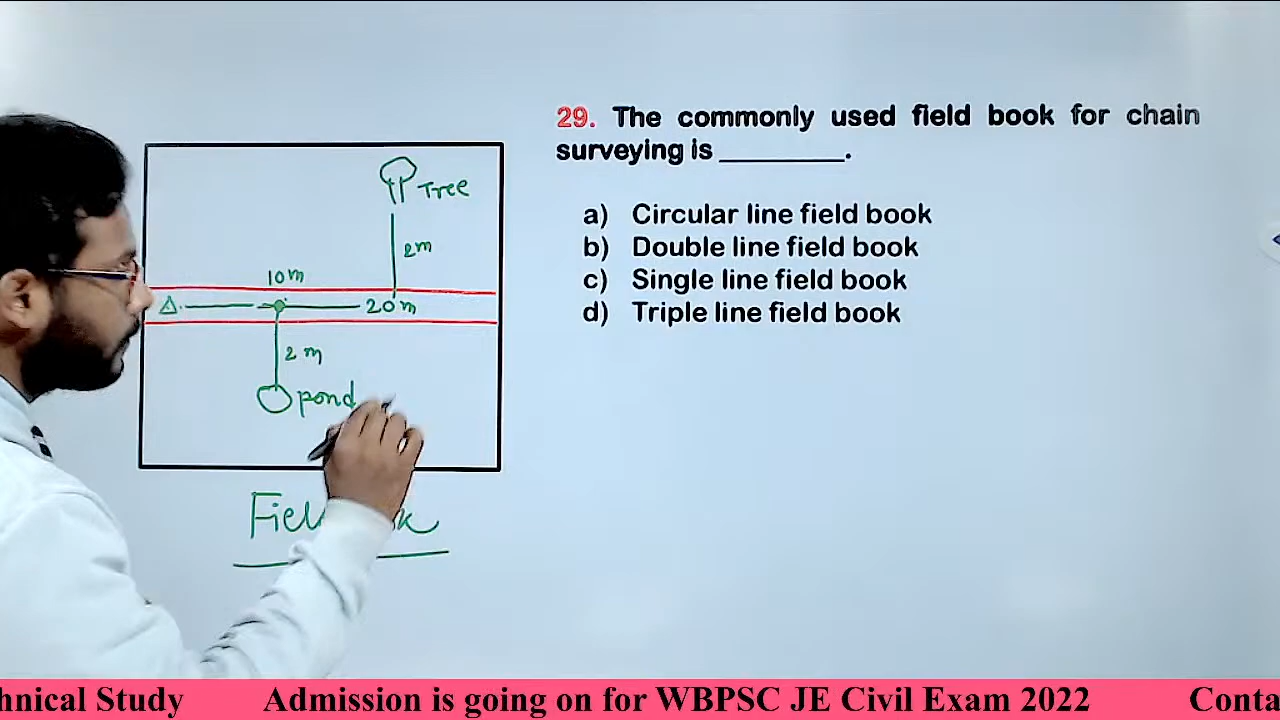 29. The commonly used field book for chain
surveying is ________.
a) Circular line field book
b) Double line field book
c) Single line field book
d) Triple line field book
Tree
2m
10m
20m
2m
pond
hnical Study Admission is going on for WBPSC JE Civil Exam 2022 Conta